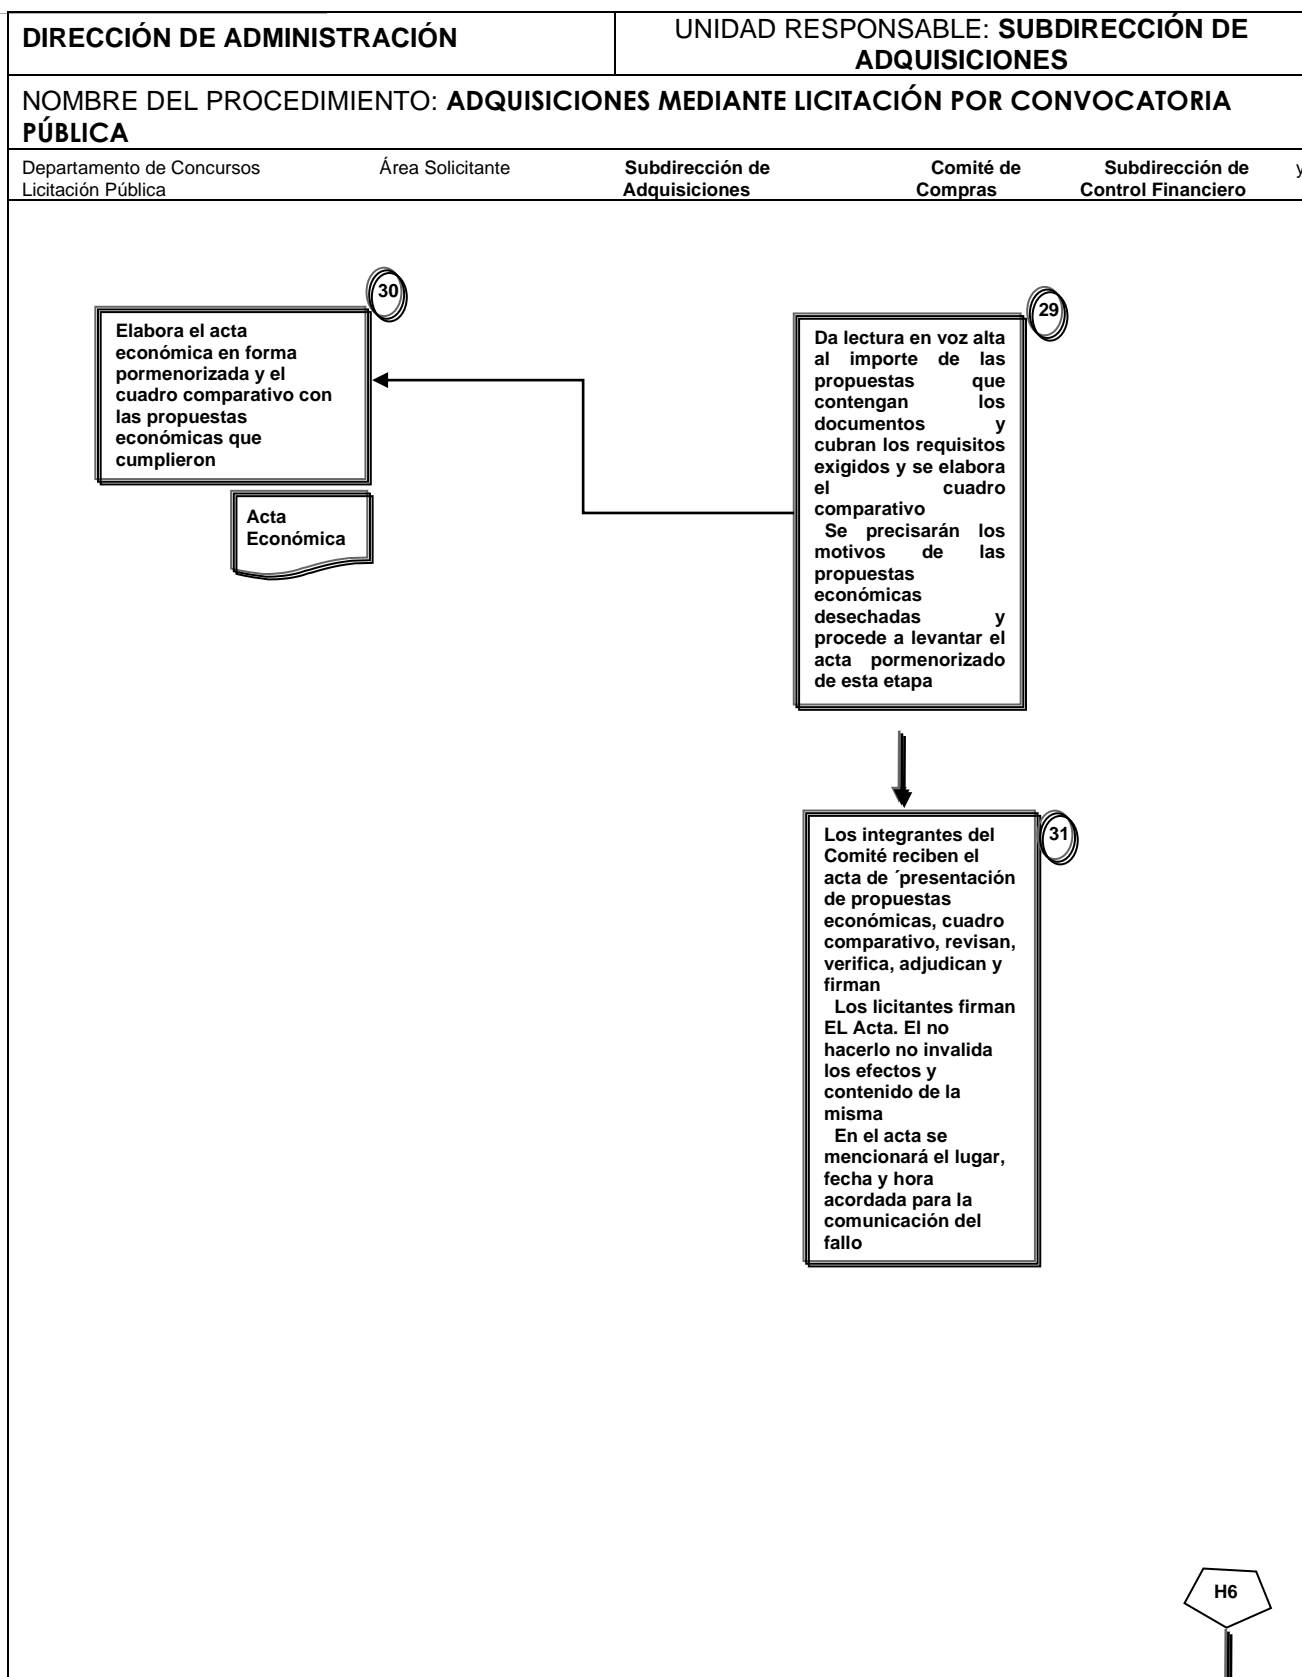 DIRECCIÓN DE ADMINISTRACIÓN
UNIDAD RESPONSABLE: SUBDIRECCIÓN DE
ADQUISICIONES
NOMBRE DEL PROCEDIMIENTO: ADQUISICIONES MEDIANTE LICITACIÓN POR CONVOCATORIA
PÚBLICA
Departamento de Concursos Área Solicitante Subdirección de Comité de Subdirección de y
Licitación Pública Adquisiciones Compras Control Financiero
30
Elabora el acta
económica en forma
pormenorizada y el
cuadro comparativo con
las propuestas
económicas que
cumplieron
Acta
Económica
29
Da lectura en voz alta
al importe de las
propuestas que
contengan los
documentos y
cubran los requisitos
exigidos y se elabora
el cuadro
comparativo
Se precisarán los
motivos de las
propuestas
económicas
desechadas y
procede a levantar el
acta pormenorizado
de esta etapa
31
Los integrantes del
Comité reciben el
acta de ´presentación
de propuestas
económicas, cuadro
comparativo, revisan,
verifica, adjudican y
firman
Los licitantes firman
EL Acta. El no
hacerlo no invalida
los efectos y
contenido de la
misma
En el acta se
mencionará el lugar,
fecha y hora
acordada para la
comunicación del
fallo
H6